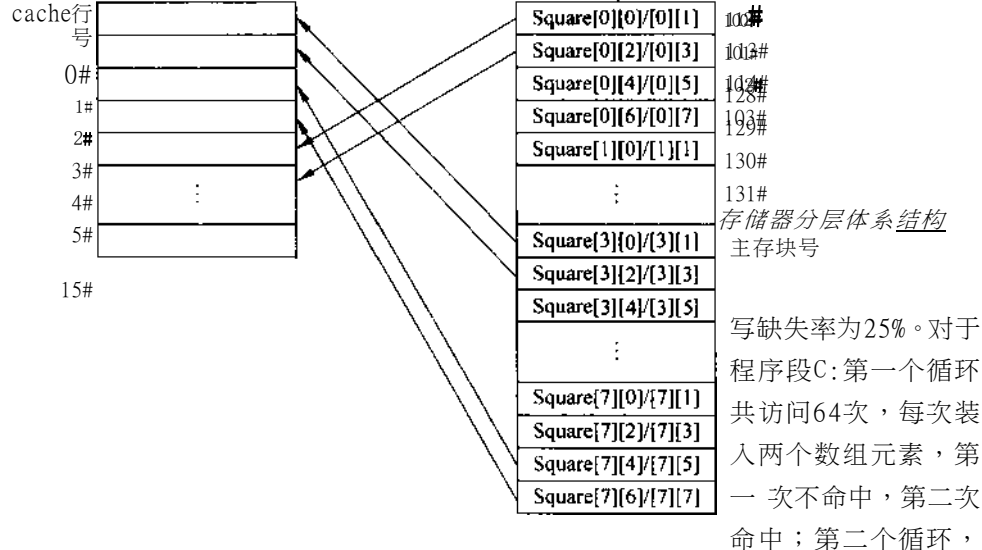 cache行
号
0#
1#
2#
3#
4#
5#
15#
Square[0][0]/[0][1]
Square[0][2]/[0][3]
Square[0][4]/[0][5]
Square[0][6]/[0][7]
Square[1][0]/[1][1]
Square[3][0]/[3][1]
Square[3][2]/[3][3]
Square[3][4]/[3][5]
Square[7][0]/[7][1]
Square[7][2]/[7][3]
Square[7][4]/[7][5]
Square[7][6]/[7][7]
128#
129#
130#
131#
存储器分层体系结构
主存块号
写缺失率为25%。对于
程序段C:第一个循环
共访问64次，每次装
入两个数组元素，第
一 次不命中，第二次
命中；第二个循环，